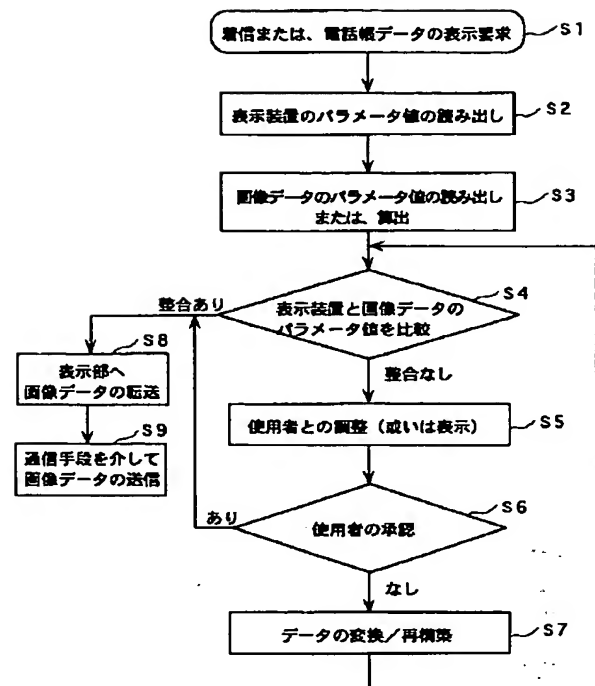 着信または、電話帳データの表示要求
S1
表示装置のパラメータ値の読み出し
S2
画像データのパラメータ値の読み出し
または、算出
S3
表示装置と画像データの
パラメータ値を比較
S4
整合あり
整合なし
表示部へ
画像データの転送
S8
通信手段を介して
画像データの送信
S9
使用者との調整（或いは表示）
S5
使用者の承認
S6
あり
なし
データの変換／再構築
S7